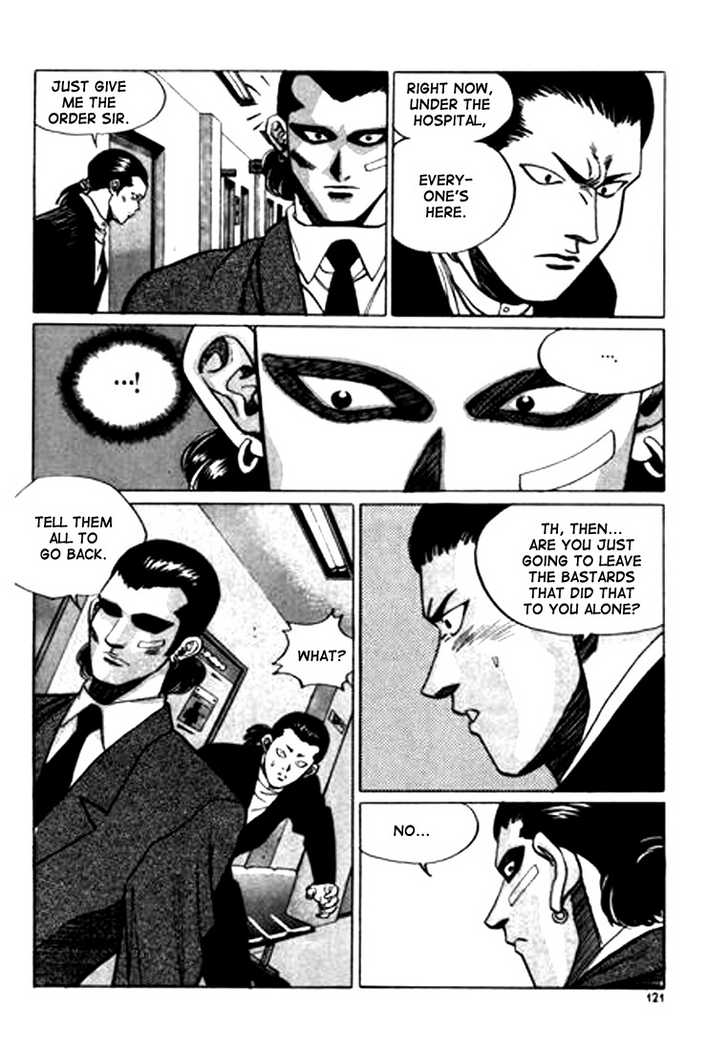 JUST GIVE
ME THE
ORDER SIR.
RIGHT NOW,
UNDER THE
HOSPITAL,
EVERY-
ONE'S
HERE.
...!
...
TELL THEM
ALL TO
GO BACK.
WHAT?
TH, THEN...
ARE YOU JUST
GOING TO LEAVE
THE BASTARDS
THAT DID THAT
TO YOU ALONE?
NO...
121